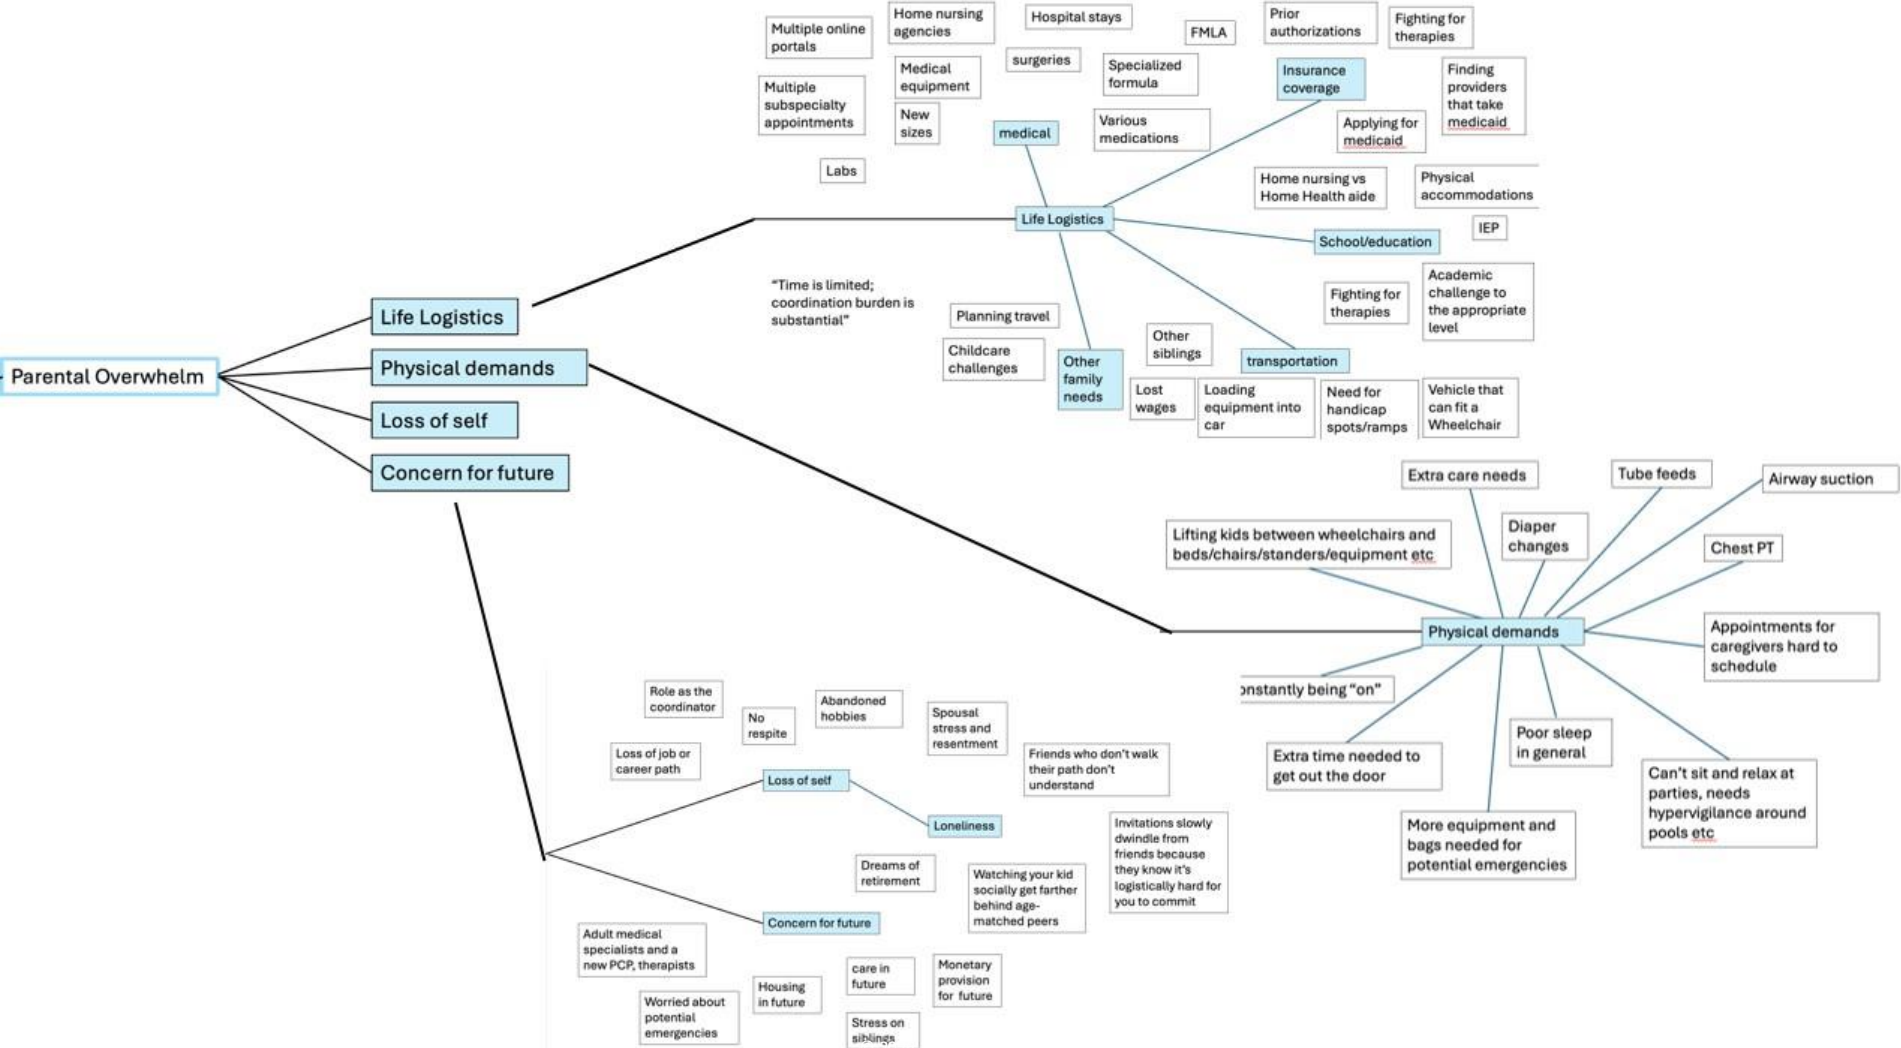 Parental Overwhelm
Life Logistics
Physical demands
Loss of self
Concern for future
Multiple online
portals
Home nursing
agencies
Hospital stays
FMLA
Prior
authorizations
Fighting for
therapies
surgeries
Medical
equipment
Specialized
formula
Insurance
coverage
Finding
providers
that take
medicaid
Multiple
subspecialty
appointments
New
sizes
medical
Various
medications
Applying for
medicaid
Labs
Home nursing vs
Home Health aide
Physical
accommodations
Life Logistics
IEP
School/education
"Time is limited;
coordination burden is
substantial"
Planning travel
Fighting for
therapies
Academic
challenge to
the appropriate
level
Childcare
challenges
Other
family
needs
Other
siblings
transportation
Lost
wages
Loading
equipment into
car
Need for
handicap
spots/ramps
Vehicle that
can fit a
Wheelchair
Extra care needs
Tube feeds
Airway suction
Lifting kids between wheelchairs and
beds/chairs/standers/equipment etc
Diaper
changes
Chest PT
Physical demands
Appointments for
caregivers hard to
schedule
onstantly being "on"
Extra time needed to
get out the door
Poor sleep
in general
Can't sit and relax at
parties, needs
hypervigilance around
pools etc
More equipment and
bags needed for
potential emergencies
Role as the
coordinator
No
respite
Abandoned
hobbies
Spousal
stress and
resentment
Loss of job or
career path
Friends who don't walk
their path don't
understand
Loss of self
Loneliness
Invitations slowly
dwindle from
friends because
they know it's
logistically hard for
you to commit
Dreams of
retirement
Watching your kid
socially get farther
behind age-
matched peers
Concern for future
Adult medical
specialists and a
new PCP, therapists
Worried about
potential
emergencies
Housing
in future
care in
future
Monetary
provision
for future
Stress on
siblings